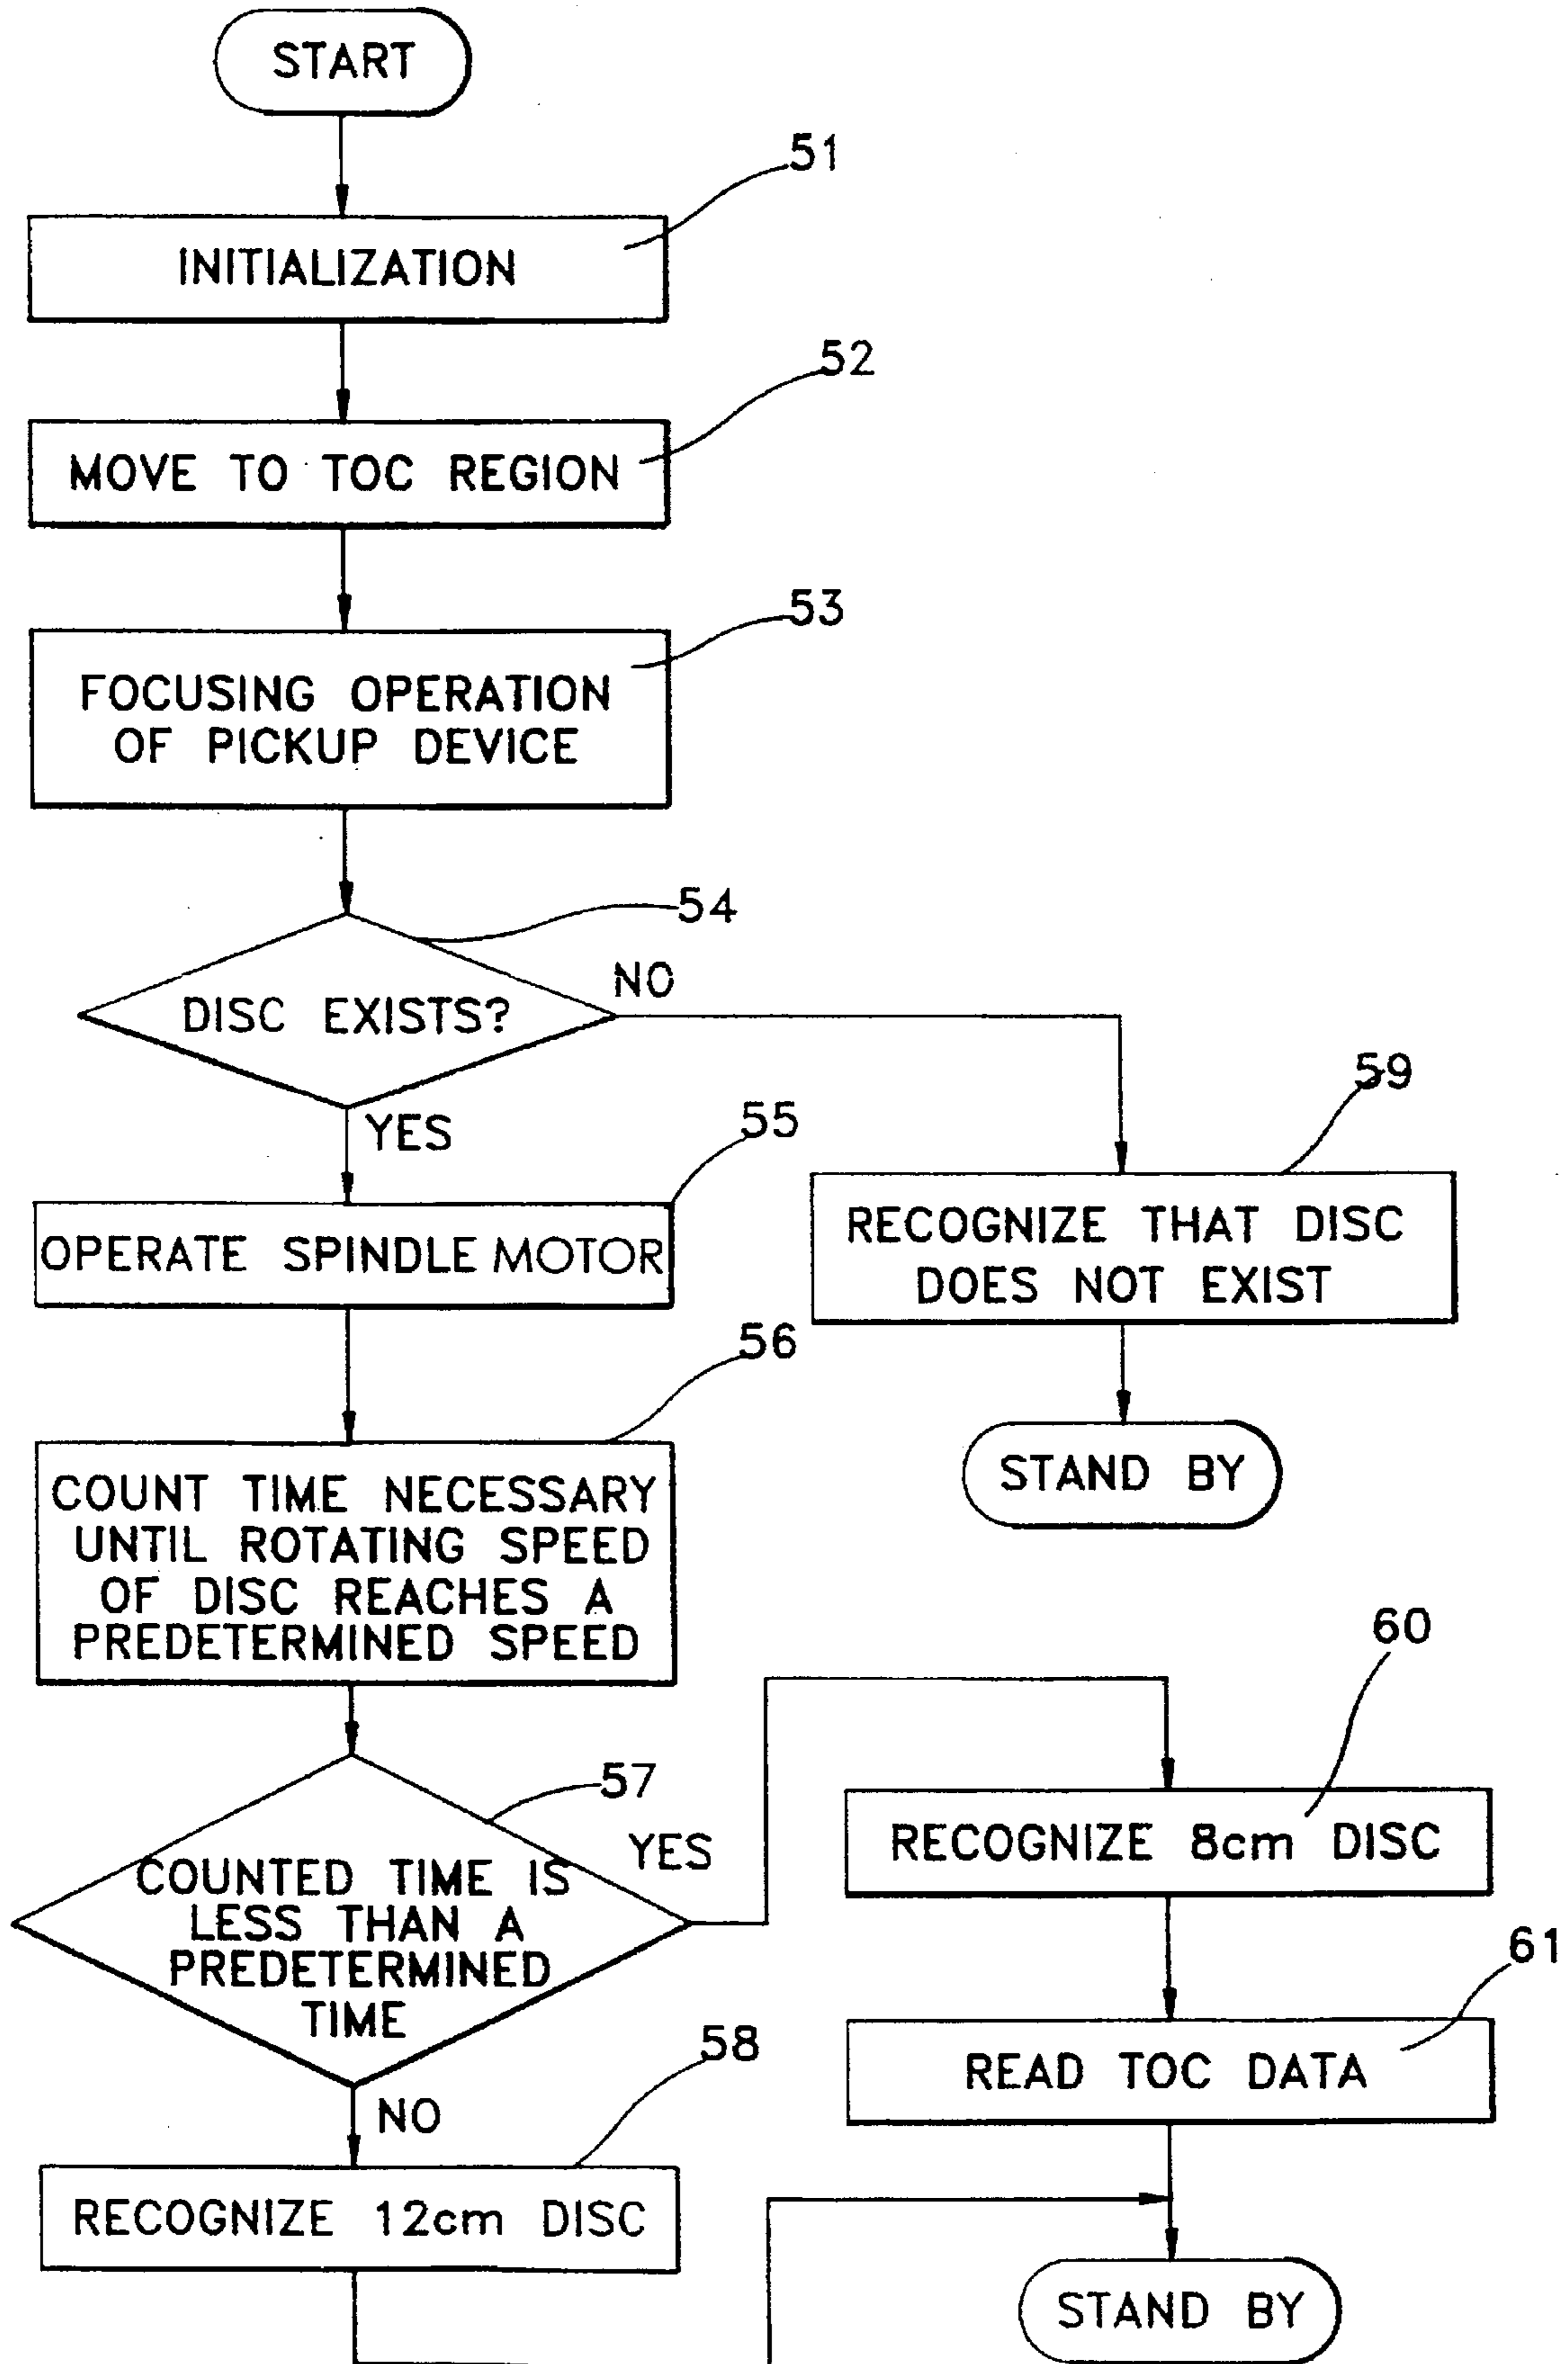 START
51
INITIALIZATION
52
MOVE TO TOC REGION
53
FOCUSING OPERATION
OF PICKUP DEVICE
54
DISC EXISTS?
NO
YES
59
RECOGNIZE THAT DISC
DOES NOT EXIST
STAND BY
55
OPERATE SPINDLE MOTOR
56
COUNT TIME NECESSARY
UNTIL ROTATING SPEED
OF DISC REACHES A
PREDETERMINED SPEED
57
COUNTED TIME IS
LESS THAN A
PREDETERMINED
TIME
YES
NO
60
RECOGNIZE 8cm DISC
61
READ TOC DATA
58
RECOGNIZE 12cm DISC
STAND BY